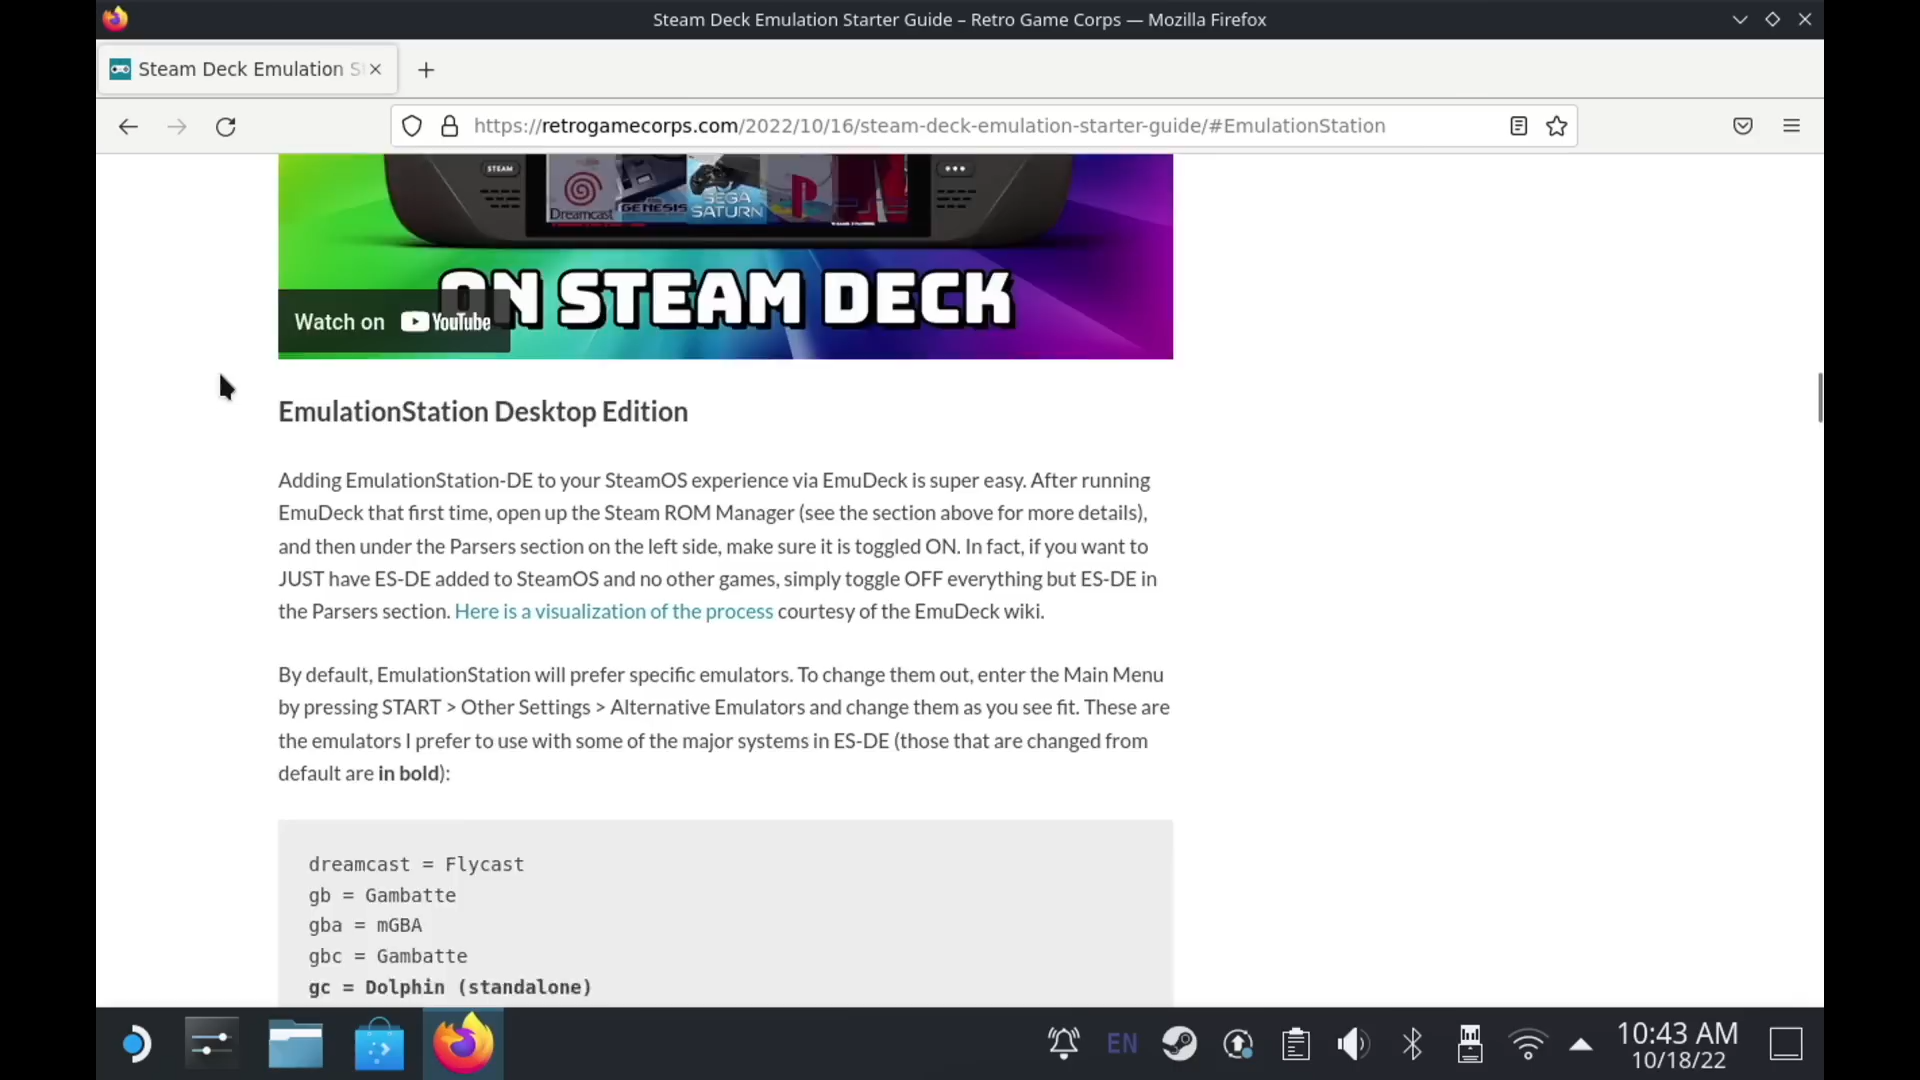 Steam Deck Emulation Starter Guide – Retro Game Corps — Mozilla Firefox
Steam Deck Emulation S
https://retrogamecorps.com/2022/10/16/steam-deck-emulation-starter-guide/#EmulationStation
STEAM
Dreamcast GENESIS SEGA SATURN
ON STEAM DECK
Watch on YouTube
EmulationStation Desktop Edition
Adding EmulationStation-DE to your SteamOS experience via EmuDeck is super easy. After running
EmuDeck that first time, open up the Steam ROM Manager (see the section above for more details),
and then under the Parsers section on the left side, make sure it is toggled ON. In fact, if you want to
JUST have ES-DE added to SteamOS and no other games, simply toggle OFF everything but ES-DE in
the Parsers section. Here is a visualization of the process courtesy of the EmuDeck wiki.
By default, EmulationStation will prefer specific emulators. To change them out, enter the Main Menu
by pressing START > Other Settings > Alternative Emulators and change them as you see fit. These are
the emulators I prefer to use with some of the major systems in ES-DE (those that are changed from
default are in bold):
dreamcast = Flycast
gb = Gambatte
gba = mGBA
gbc = Gambatte
gc = Dolphin (standalone)
EN
10:43 AM
10/18/22